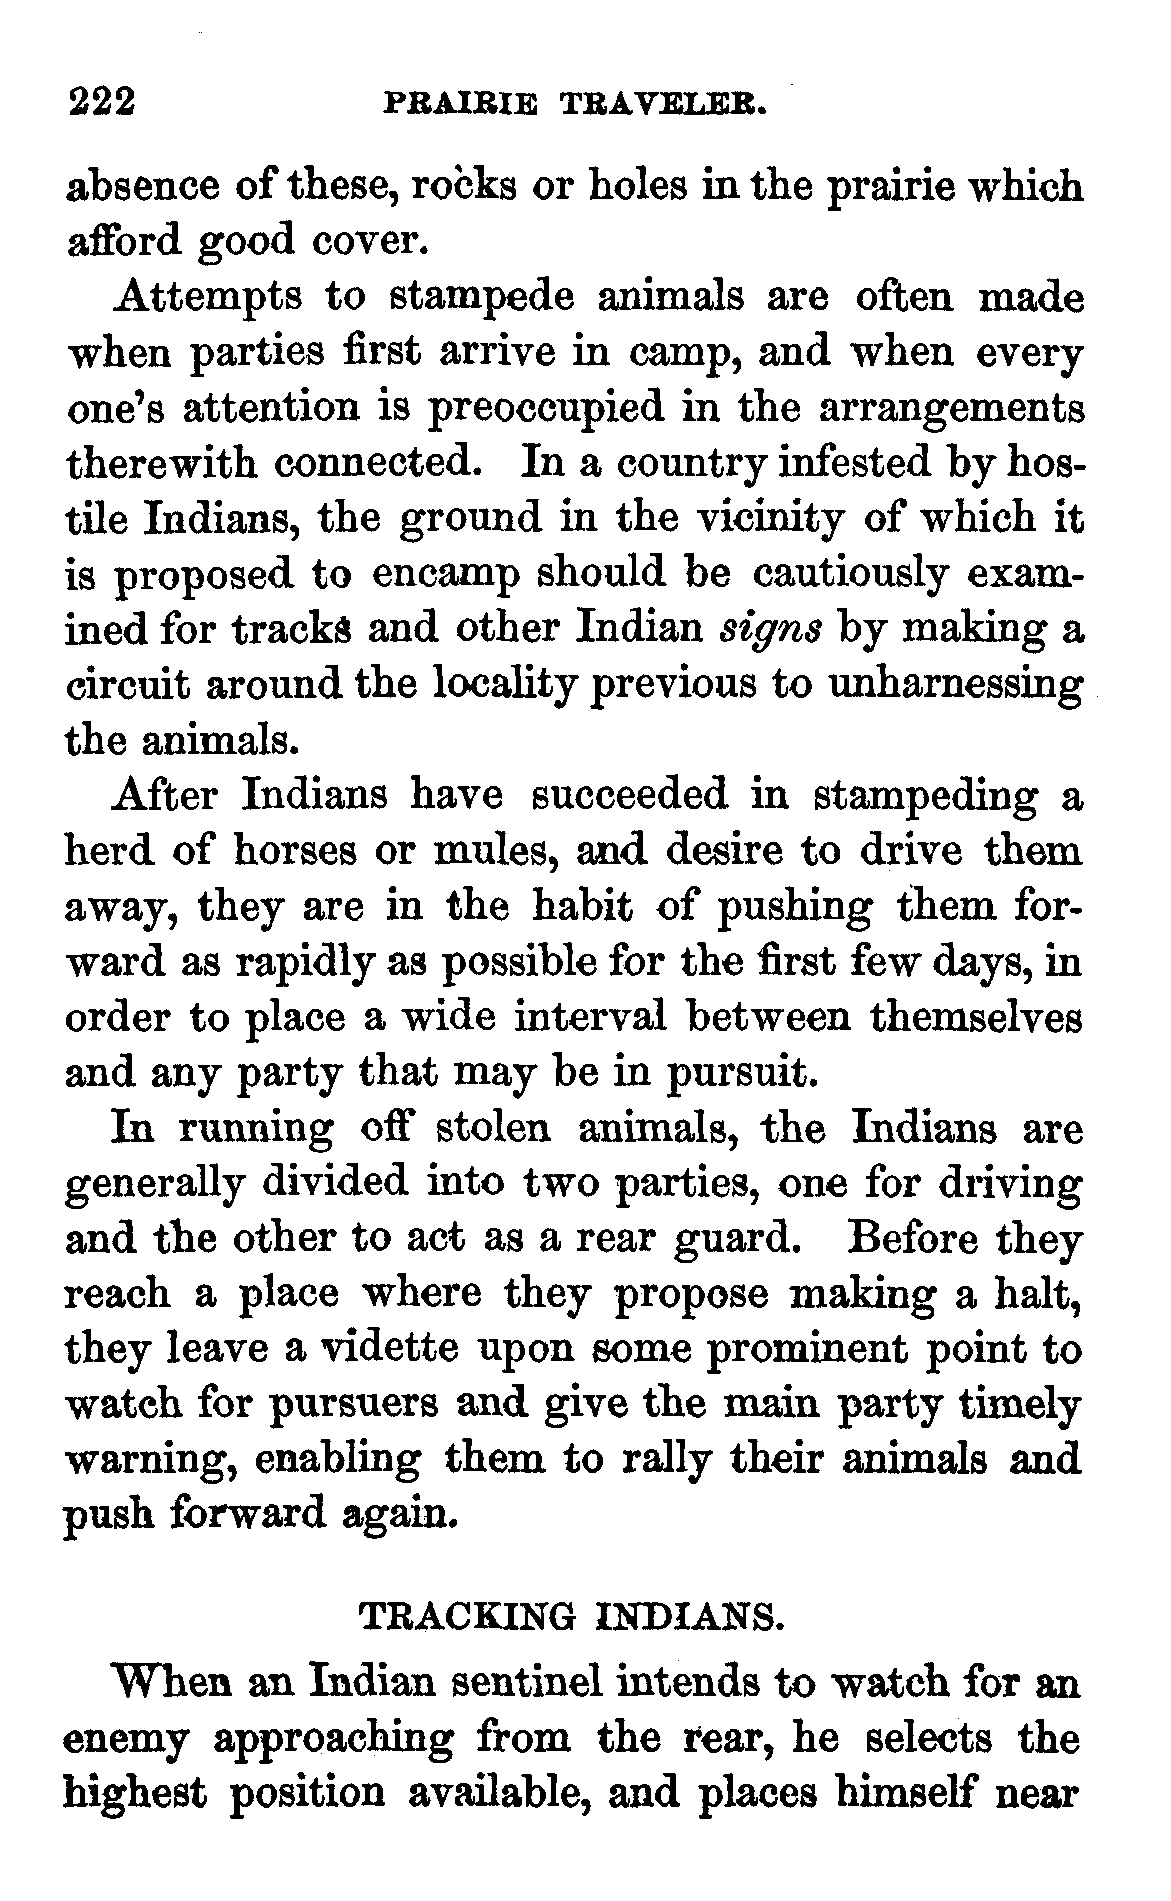 222 PRAIRIE TRAVELER.
absence of these, rocks or holes in the prairie which
afford good cover.
Attempts to stampede animals are often made
when parties first arrive in camp, and when every
one's attention is preoccupied in the arrangements
therewith connected. In a country infested by hos-
tile Indians, the ground in the vicinity of which it
is proposed to encamp should be cautiously exam-
ined for tracks and other Indian signs by making a
circuit around the locality previous to unharnessing
the animals.
After Indians have succeeded in stampeding a
herd of horses or mules, and desire to drive them
away, they are in the habit of pushing them for-
ward as rapidly as possible for the first few days, in
order to place a wide interval between themselves
and any party that may be in pursuit.
In running off stolen animals, the Indians are
generally divided into two parties, one for driving
and the other to act as a rear guard. Before they
reach a place where they propose making a halt,
they leave a vidette upon some prominent point to
watch for pursuers and give the main party timely
warning, enabling them to rally their animals and
push forward again.
TRACKING INDIANS.
When an Indian sentinel intends to watch for an
enemy approaching from the rear, he selects the
highest position available, and places himself near